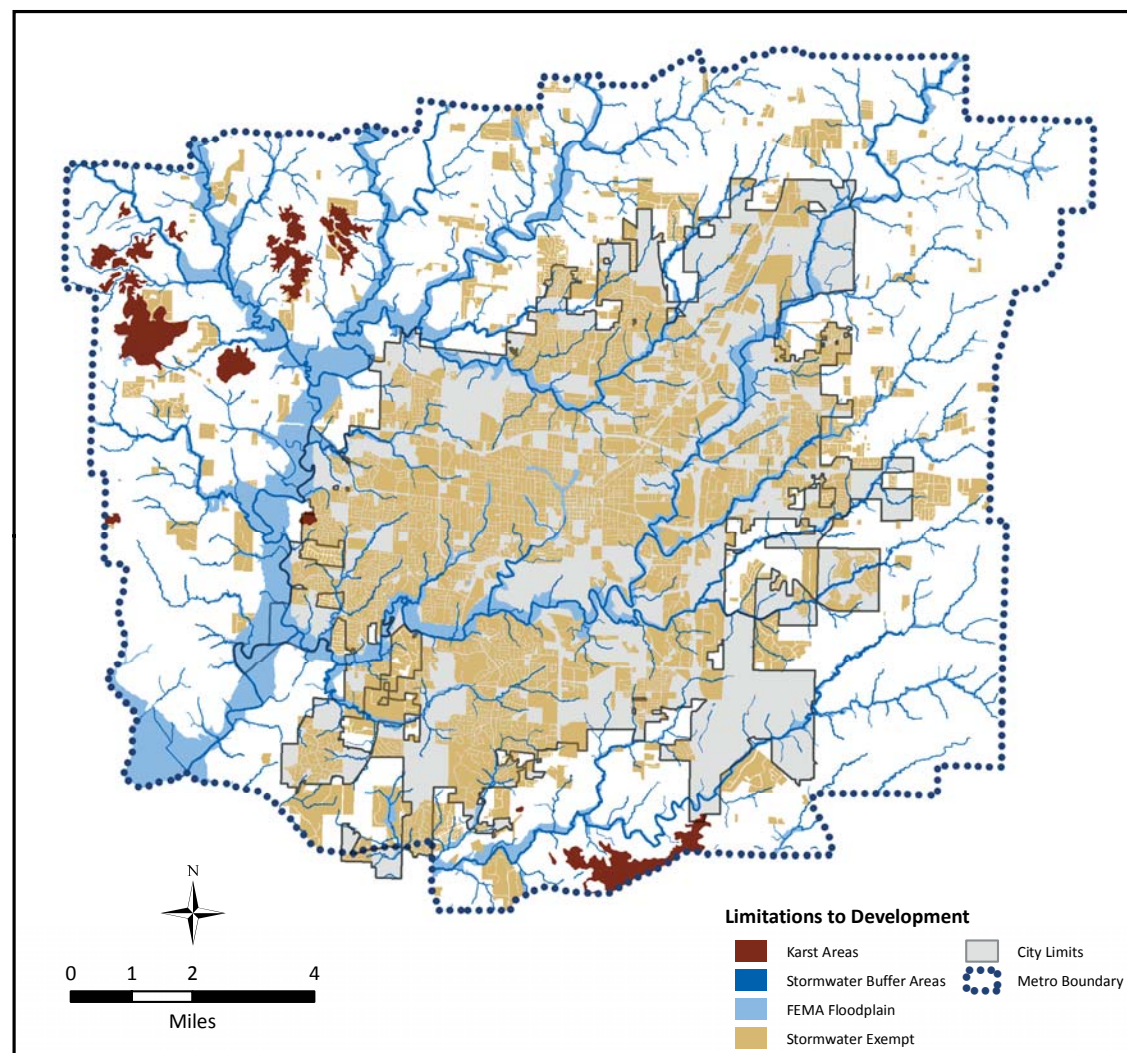 N
0 1 2 4
Miles
Limitations to Development
Karst Areas
Stormwater Buffer Areas
FEMA Floodplain
Stormwater Exempt
City Limits
Metro Boundary